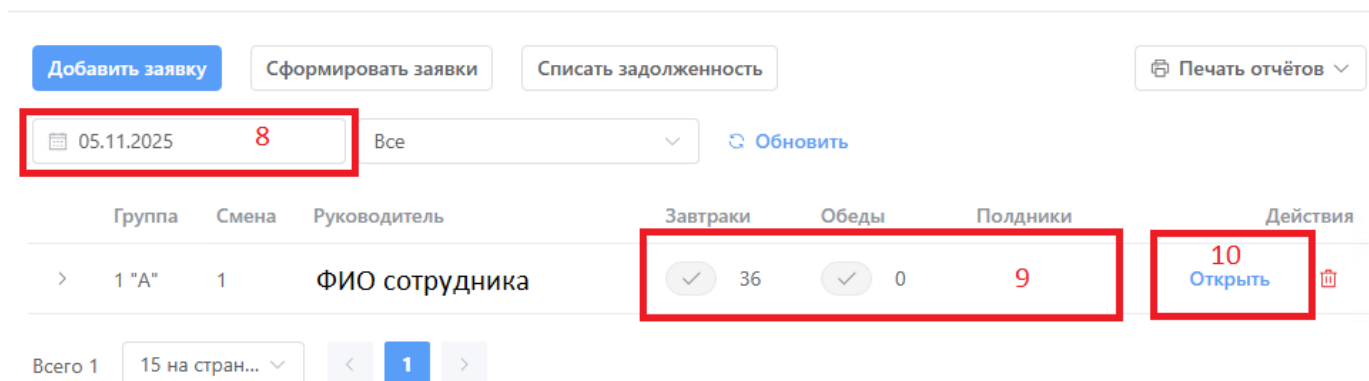 Добавить заявку Сформировать заявки Списать задолженность Печать отчётов
05.11.2025 8 Все Обновить
Группа Смена Руководитель Завтраки Обеды Полдники Действия
1 "А" 1 ФИО сотрудника 36 0 9 10 Открыть
Всего 1 15 на стран... 1